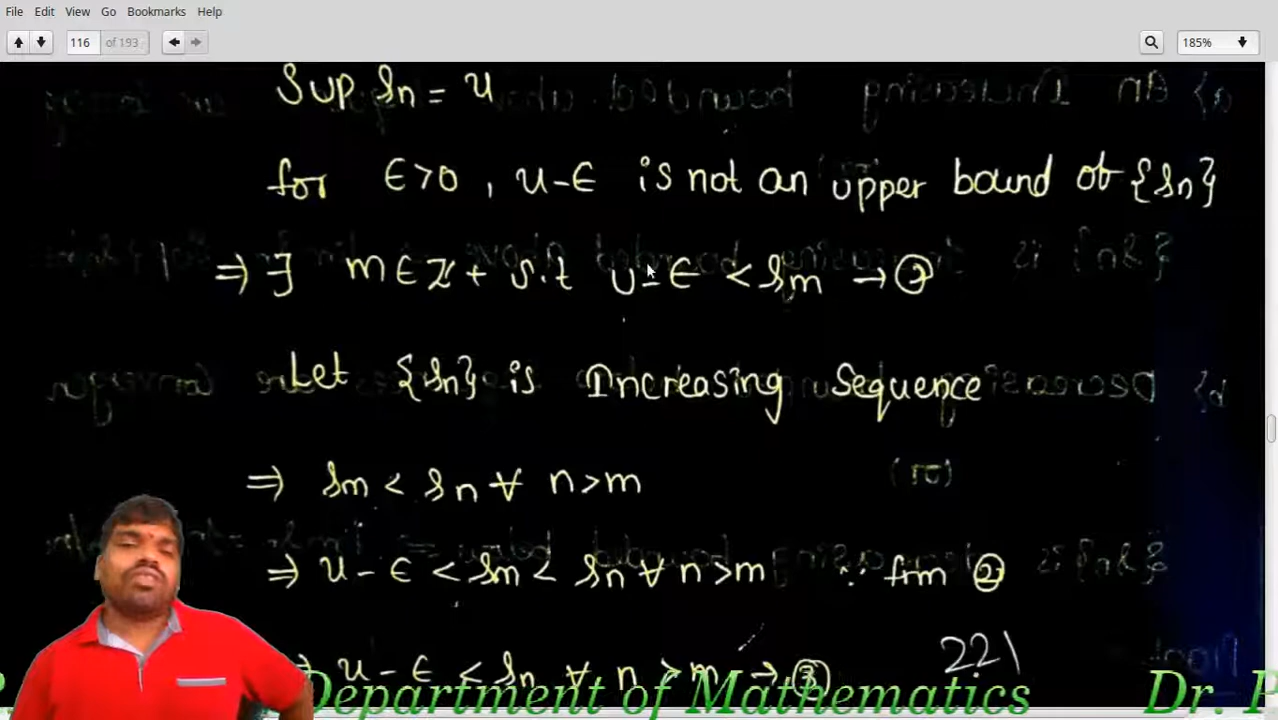 File Edit View Go Bookmarks Help
116 of 193 185%
Sup Sn = u
for ∈>0, u-∈ is not an upper bound of {Sn}
⇒ ∃ m ∈ Z+ s.t u-∈ < Sm → ②
Let {Sn} is Increasing Sequence
⇒ Sm < Sn ∀ n>m
⇒ u-∈ < Sm < Sn ∀ n>m ∵ from ②
⇒ u-∈ < Sn ∀ n>m → ③
221
Department of Mathematics Dr. P.